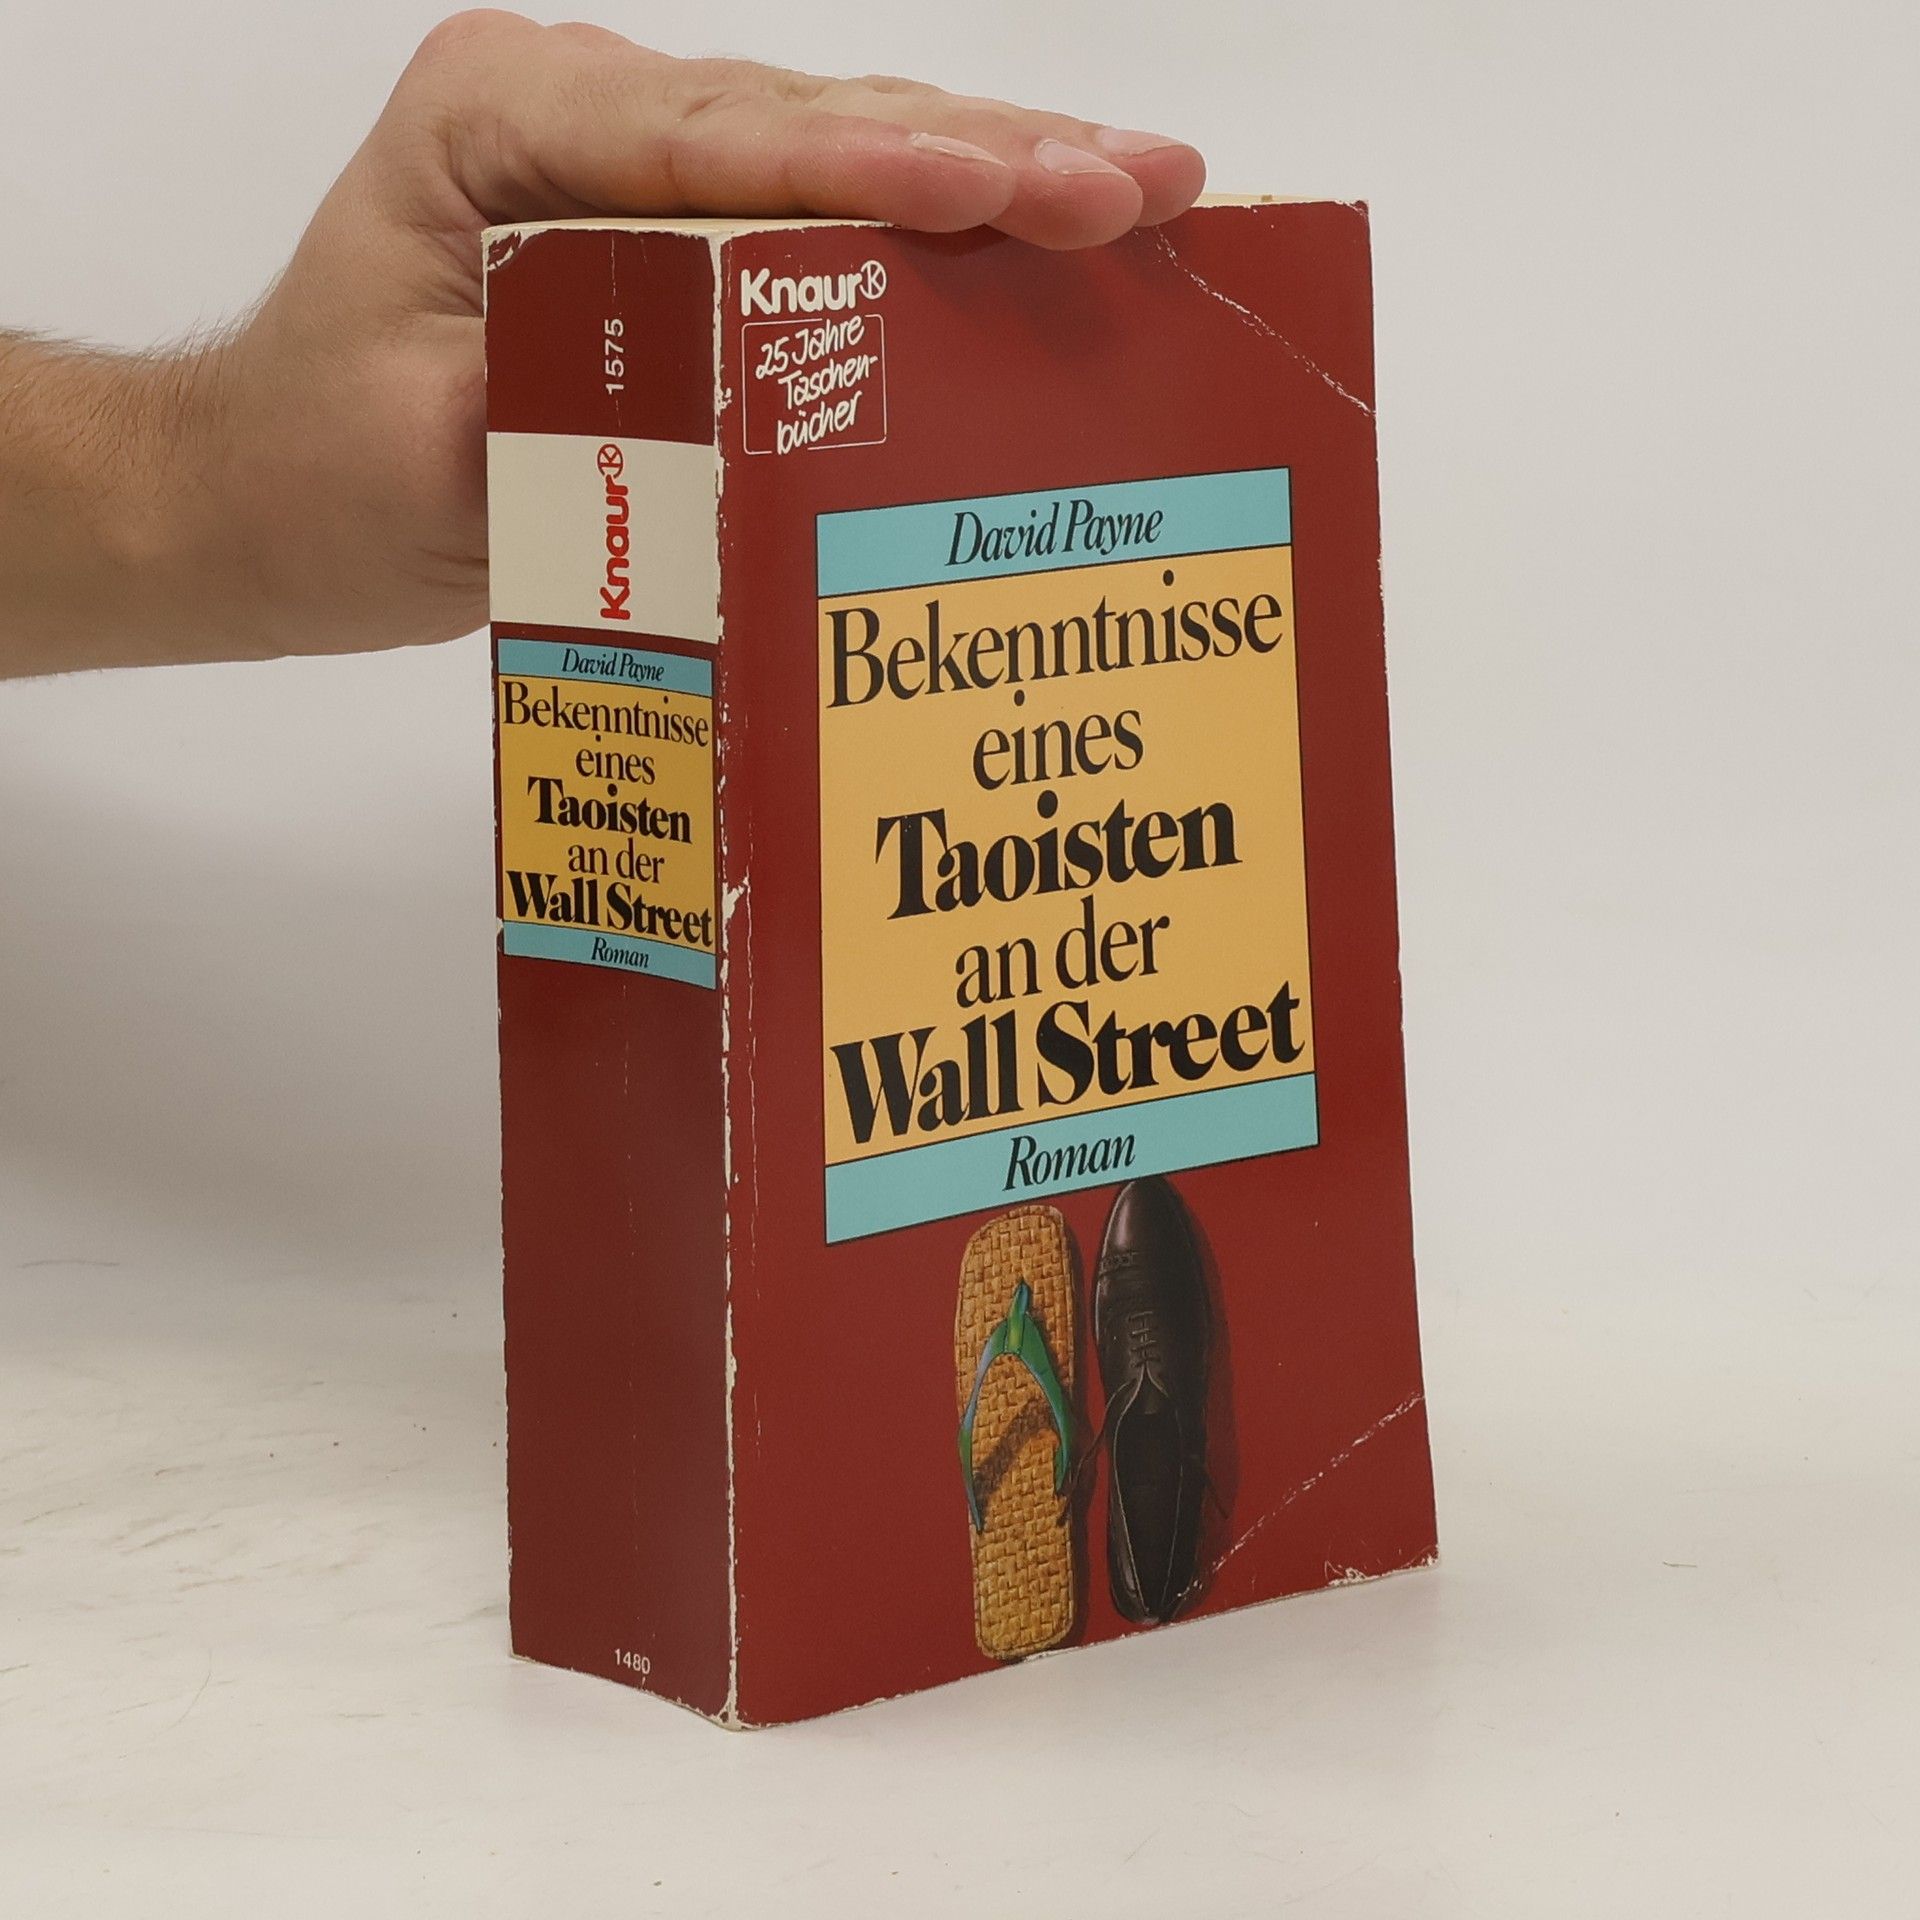 1575
Knaur
David Payne
Bekenntnisse
eines
Taoisten
an der
Wall Street
Roman
1480
Knaur
25 Jahre
Taschen-
bücher
David Payne
Bekenntnisse
eines
Taoisten
an der
Wall Street
Roman